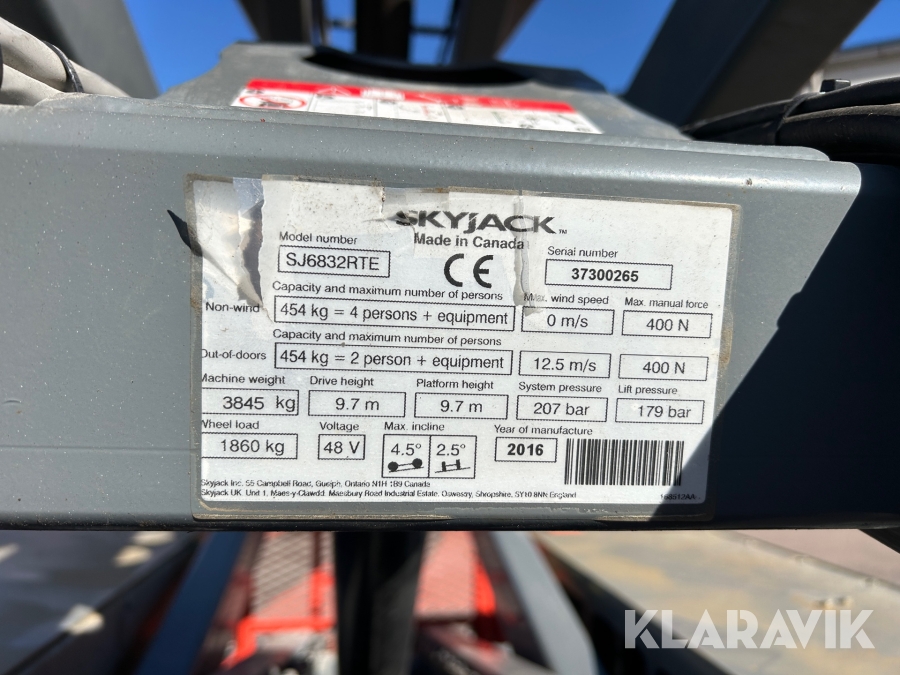 SKYJACK™
Made in Canada
Model number
SJ6832RTE
CE
Serial number
37300265
Capacity and maximum number of persons
Max. wind speed
Max. manual force
Non-wind
454 kg = 4 persons + equipment
0 m/s
400 N
Capacity and maximum number of persons
Out-of-doors
454 kg = 2 person + equipment
12.5 m/s
400 N
Machine weight
Drive height
Platform height
System pressure
Lift pressure
3845 kg
9.7 m
9.7 m
207 bar
179 bar
Wheel load
Voltage
Max. incline
Year of manufacture
1860 kg
48 V
4.5°
2.5°
2016
Skyjack Inc. 55 Campbell Road, Guelph, Ontario N1H 1B9 Canada
Skyjack UK. Unit 1. Maes-y-Clawdd. Maesbury Road Industrial Estate. Oswestry, Shropshire, SY10 8NN England
KLARAVIK